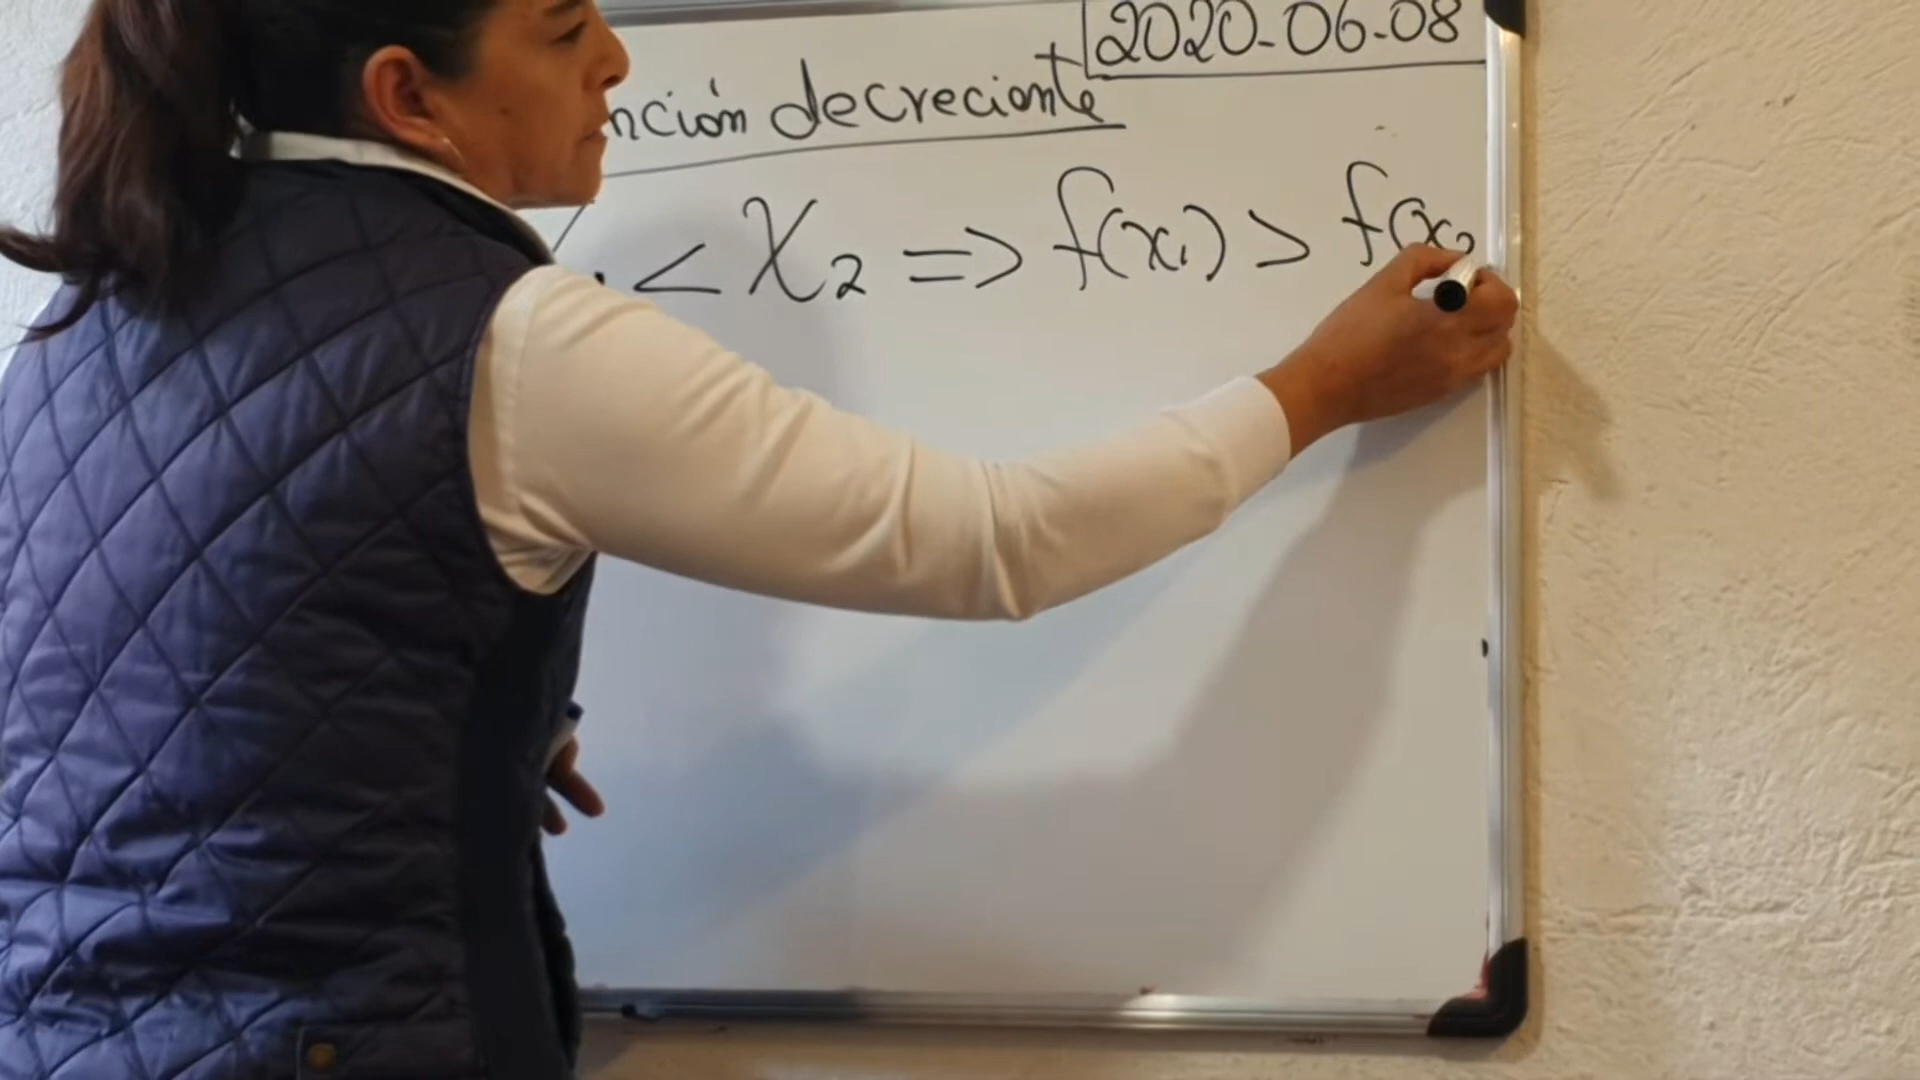 2020-06-08
nción decreciente
< X₂ => f(x₁) > f(x₂